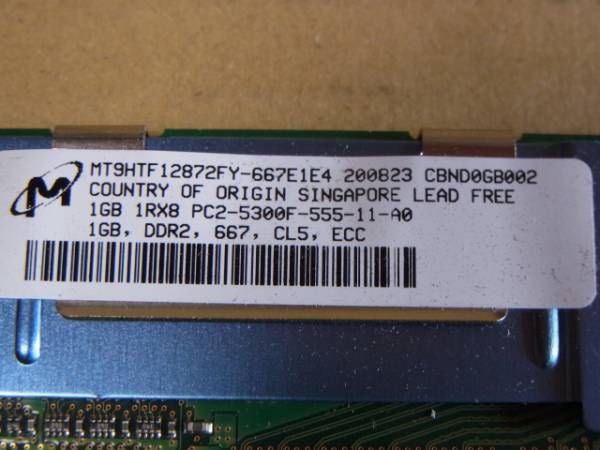 MT9HTF12872FY-667E1E4 200823 CBND0GB002
COUNTRY OF ORIGIN SINGAPORE LEAD FREE
1GB 1RX8 PC2-5300F-555-11-A0
1GB, DDR2, 667, CL5, ECC